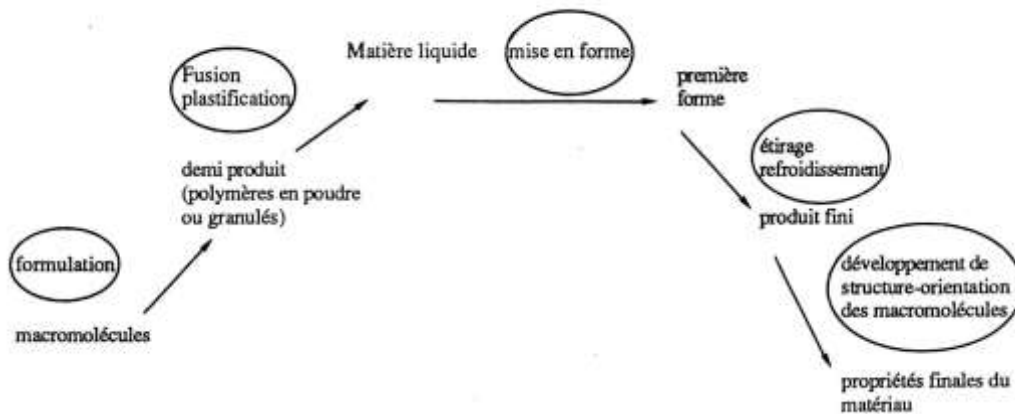 Matière liquide
mise en forme
Fusion
plastification
première
forme
étirage
refroidissement
demi produit
(polymères en poudre
ou granulés)
produit fini
formulation
développement de
structure-orientation
des macromolécules
macromolécules
propriétés finales du
matériau